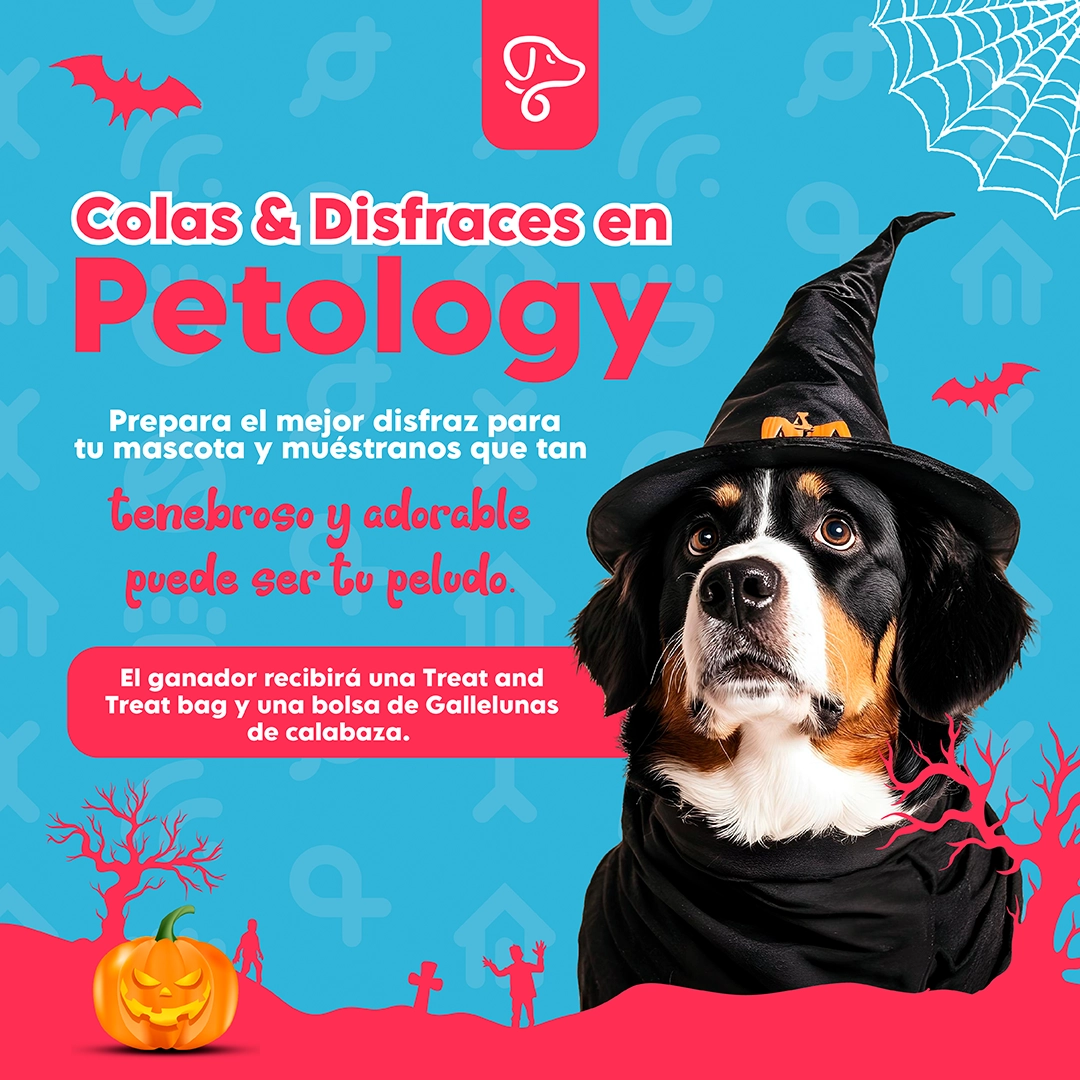 Colas & Disfraces en
Petology
Prepara el mejor disfraz para
tu mascota y muéstranos que tan
tenebroso y adorable
puede ser tu peludo.
El ganador recibirá una Treat and
Treat bag y una bolsa de Gallelunas
de calabaza.